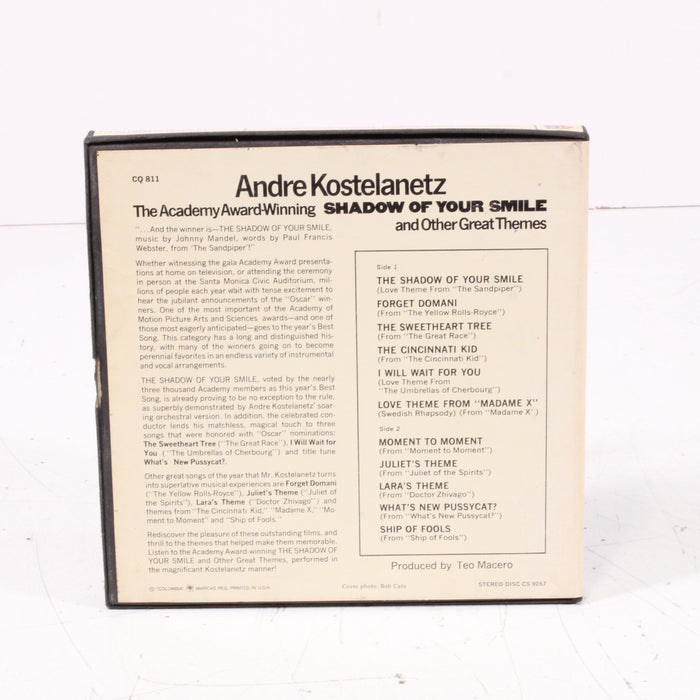 CQ 811
Andre Kostelanetz
The Academy Award-Winning SHADOW OF YOUR SMILE
and Other Great Themes
"... And the winner is—THE SHADOW OF YOUR SMILE,
music by Johnny Mandel, words by Paul Francis
Webster, from 'The Sandpiper'!"
Whether witnessing the gala Academy Award presenta-
tions at home on television, or attending the ceremony
in person at the Santa Monica Civic Auditorium, mil-
lions of people each year wait with tense excitement to
hear the jubilant announcements of the "Oscar" win-
ners. One of the most important of the Academy of
Motion Picture Arts and Sciences awards—and one of
those most eagerly anticipated—goes to the year's Best
Song. This category has a long and distinguished his-
tory, with many of the winners going on to become
perennial favorites in an endless variety of instrumental
and vocal arrangements.
THE SHADOW OF YOUR SMILE, voted by the nearly
three thousand Academy members as this year's Best
Song, is already proving to be no exception to the rule,
as superbly demonstrated by Andre Kostelanetz' soar-
ing orchestral version. In addition, the celebrated con-
ductor lends his matchless, magical touch to three
songs that were honored with "Oscar" nominations:
The Sweetheart Tree ("The Great Race"), I Will Wait for
You ("The Umbrellas of Cherbourg") and title tune
What's New Pussycat?.
Other great songs of the year that Mr. Kostelanetz turns
into superlative musical experiences are Forget Domani
("The Yellow Rolls-Royce"), Juliet's Theme ("Juliet of
the Spirits"), Lara's Theme ("Doctor Zhivago") and
themes from "The Cincinnati Kid," "Madame X," "Mo-
ment to Moment" and "Ship of Fools."
Rediscover the pleasure of these outstanding films, and
thrill to the themes that helped make them memorable.
Listen to the Academy Award-winning THE SHADOW OF
YOUR SMILE and Other Great Themes, performed in
the magnificent Kostelanetz manner!
Side 1
THE SHADOW OF YOUR SMILE
(Love Theme From "The Sandpiper")
FORGET DOMANI
(From "The Yellow Rolls-Royce")
THE SWEETHEART TREE
(From "The Great Race")
THE CINCINNATI KID
(From "The Cincinnati Kid")
I WILL WAIT FOR YOU
(Love Theme From
"The Umbrellas of Cherbourg")
LOVE THEME FROM "MADAME X"
(Swedish Rhapsody) (From "Madame X")
Side 2
MOMENT TO MOMENT
(From "Moment to Moment")
JULIET'S THEME
(From "Juliet of the Spirits")
LARA'S THEME
(From "Doctor Zhivago")
WHAT'S NEW PUSSYCAT?
(From "What's New Pussycat?")
SHIP OF FOOLS
(From "Ship of Fools")
Produced by Teo Macero
© "COLUMBIA" MARCAS REG. PRINTED IN U.S.A.
Cover photo: Bob Cato
STEREO DISC CS 9267